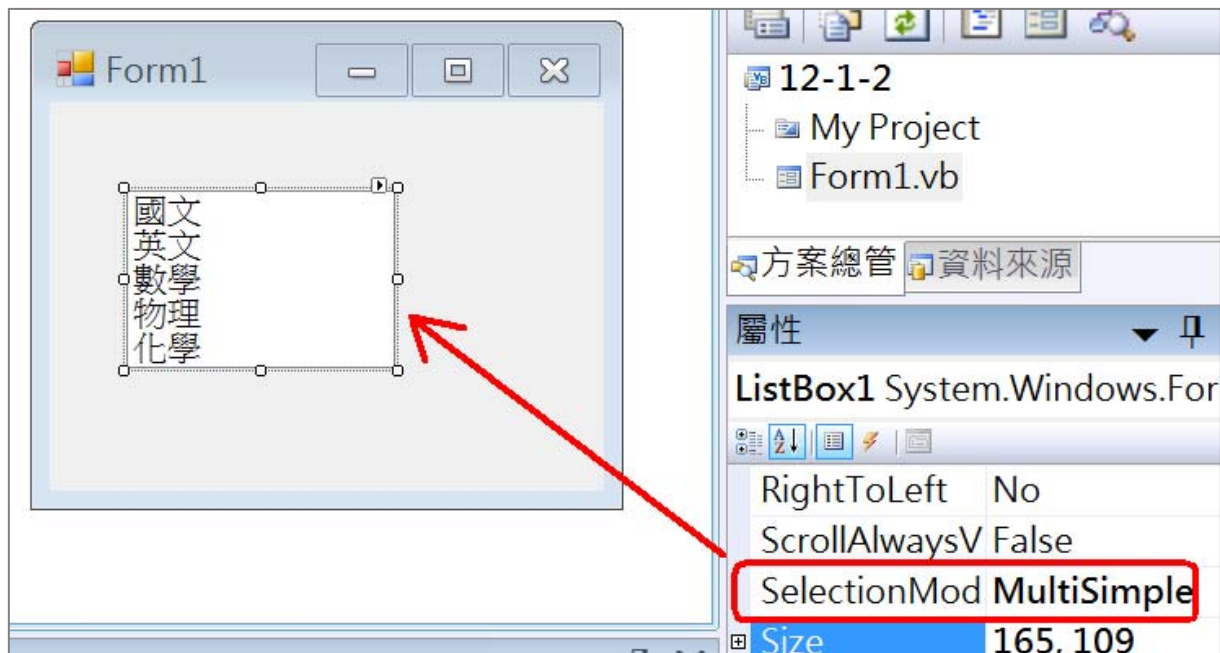 Form1
國文
英文
數學
物理
化學
12-1-2
My Project
Form1.vb
方案總管 資料來源
屬性
ListBox1 System.Windows.For
RightToLeft No
ScrollAlwaysV False
SelectionMod MultiSimple
Size 165, 109